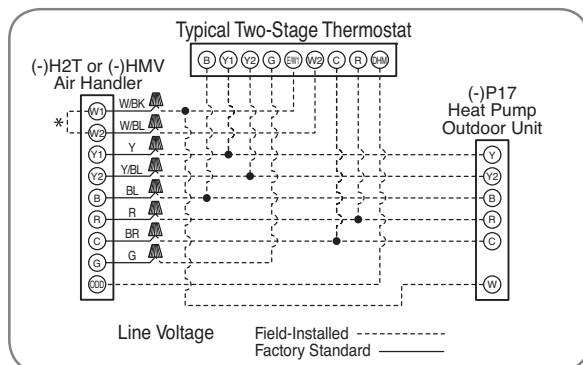 Typical Two-Stage Thermostat
B Y1 Y2 G E/W1 W2 C R DHM
(-)H2T or (-)HMV
Air Handler
(-)P17
Heat Pump
Outdoor Unit
W1 W/BK
*
W2 W/BL
Y1 Y Y
Y2 Y/BL Y2
B BL B
R R R
C BR C
G G
ODD
W
Line Voltage
Field-Installed
Factory Standard